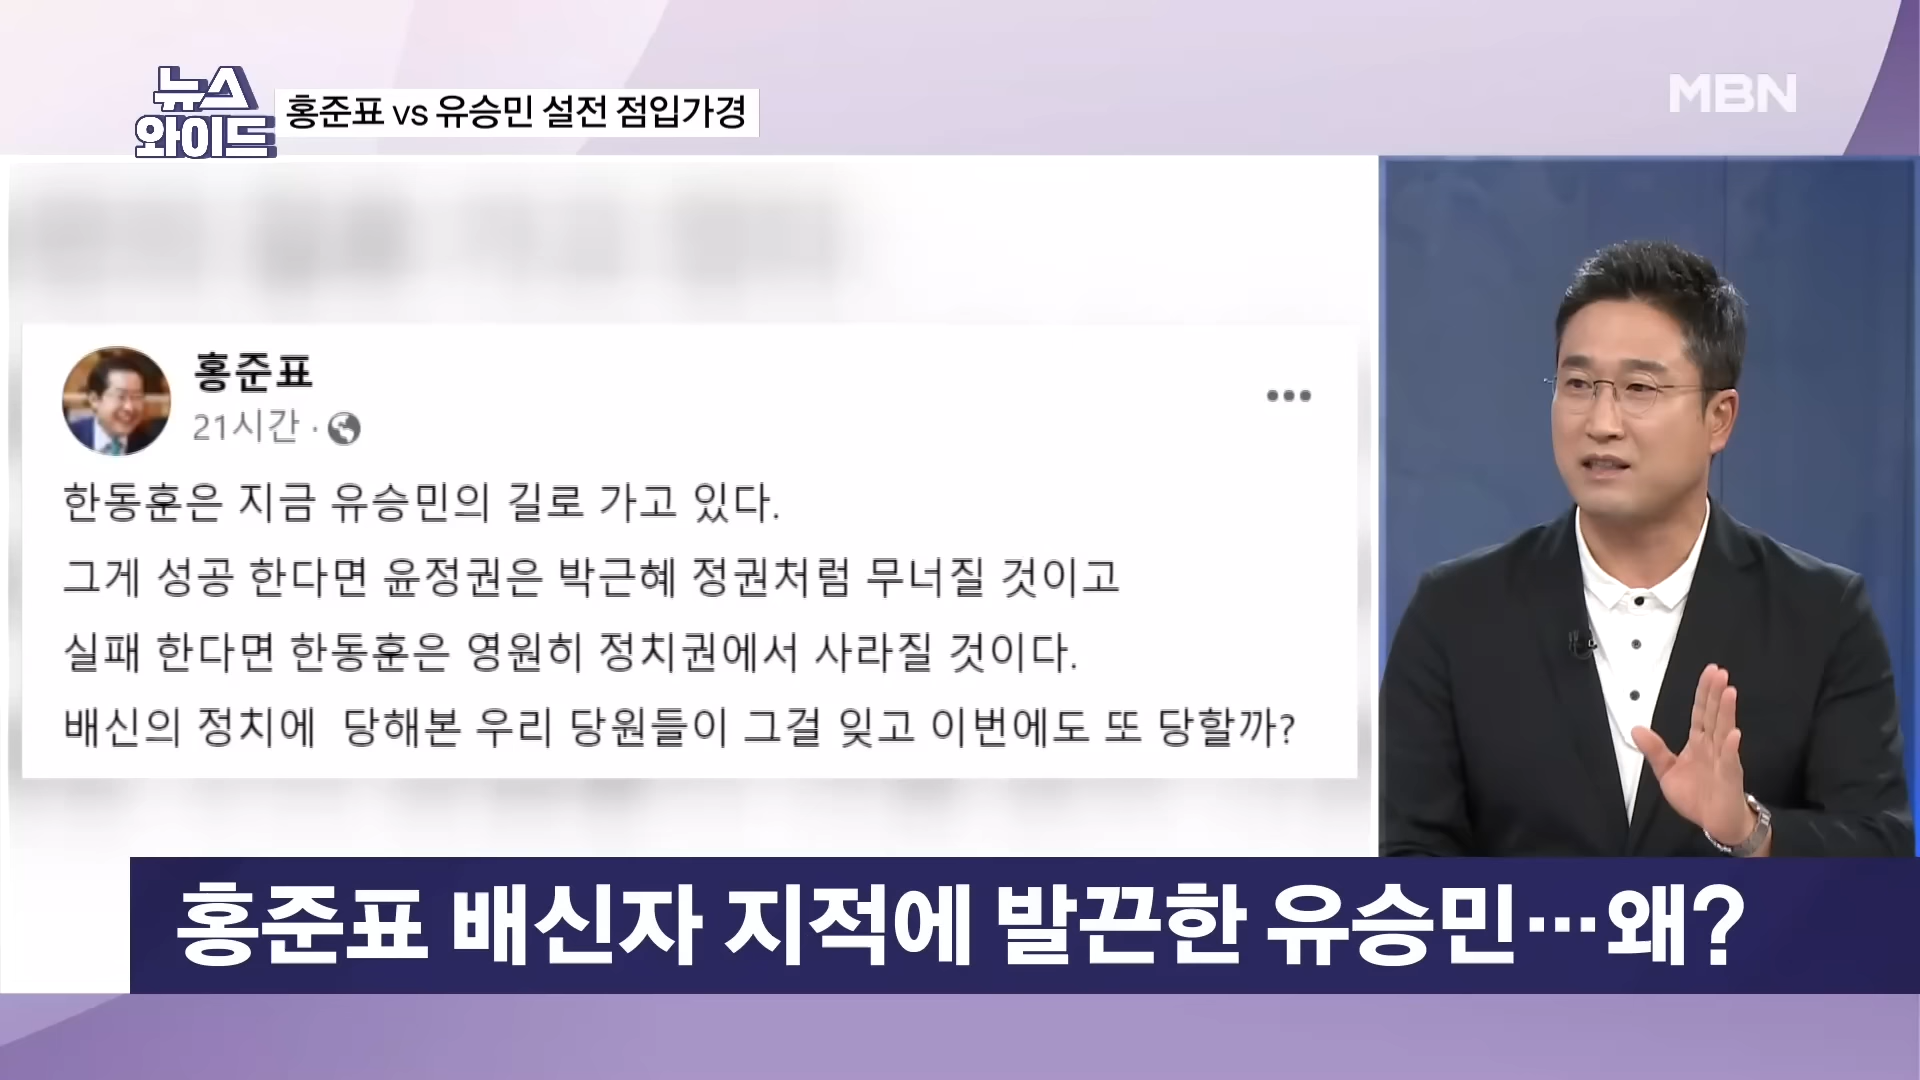 뉴스
와이드
홍준표 vs 유승민 설전 점입가경
MBN
홍준표
21시간 ·
한동훈은 지금 유승민의 길로 가고 있다.
그게 성공 한다면 윤정권은 박근혜 정권처럼 무너질 것이고
실패 한다면 한동훈은 영원히 정치권에서 사라질 것이다.
배신의 정치에 당해본 우리 당원들이 그걸 잊고 이번에도 또 당할까?
홍준표 배신자 지적에 발끈한 유승민…왜?